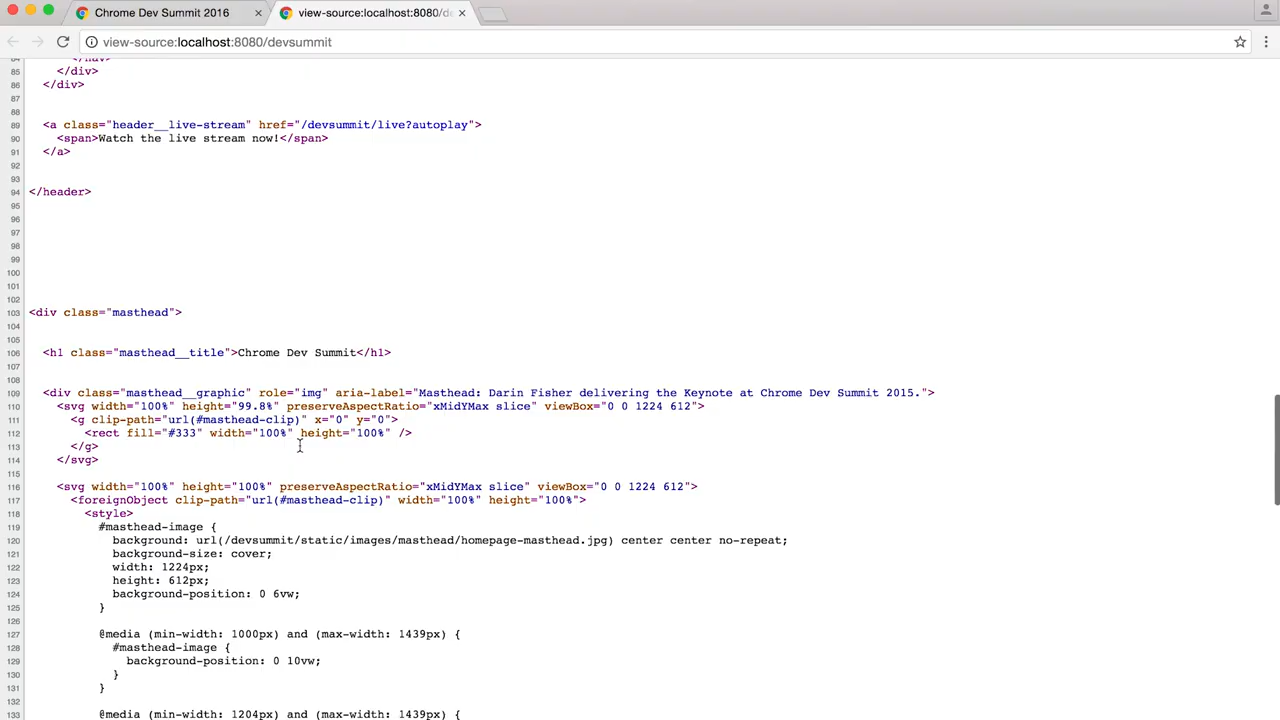 Chrome Dev Summit 2016
view-source:localhost:8080/de
view-source:localhost:8080/devsummit
84 </nav>
85 </div>
86 </div>
87
88
89 <a class="header__live-stream" href="/devsummit/live?autoplay">
90 <span>Watch the live stream now!</span>
91 </a>
92
93
94 </header>
95
96
97
98
99
100
101
102
103 <div class="masthead">
104
105
106 <h1 class="masthead__title">Chrome Dev Summit</h1>
107
108
109 <div class="masthead__graphic" role="img" aria-label="Masthead: Darin Fisher delivering the Keynote at Chrome Dev Summit 2015.">
110 <svg width="100%" height="99.8%" preserveAspectRatio="xMidYMax slice" viewBox="0 0 1224 612">
111 <g clip-path="url(#masthead-clip)" x="0" y="0">
112 <rect fill="#333" width="100%" height="100%" />
113 </g>
114 </svg>
115
116 <svg width="100%" height="100%" preserveAspectRatio="xMidYMax slice" viewBox="0 0 1224 612">
117 <foreignObject clip-path="url(#masthead-clip)" width="100%" height="100%">
118 <style>
119 #masthead-image {
120 background: url(/devsummit/static/images/masthead/homepage-masthead.jpg) center center no-repeat;
121 background-size: cover;
122 width: 1224px;
123 height: 612px;
124 background-position: 0 6vw;
125 }
126
127 @media (min-width: 1000px) and (max-width: 1439px) {
128 #masthead-image {
129 background-position: 0 10vw;
130 }
131 }
132
133 @media (min-width: 1204px) and (max-width: 1439px) {